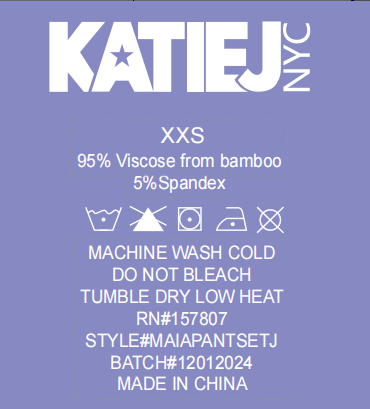 KATIEJ NYC
XXS
95% Viscose from bamboo
5%Spandex
MACHINE WASH COLD
DO NOT BLEACH
TUMBLE DRY LOW HEAT
RN#157807
STYLE#MAIAPANTSETJ
BATCH#12012024
MADE IN CHINA